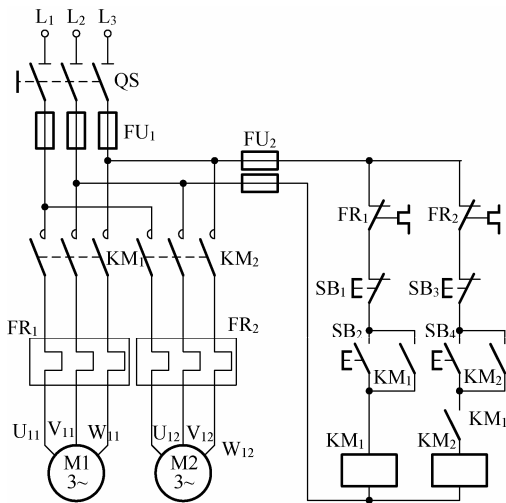 L₁ L₂ L₃
QS
FU₁
FU₂
FR₁ FR₂
KM₁ KM₂
SB₁ SB₃
FR₁ FR₂
SB₂ SB₄
KM₁ KM₂
KM₁
U₁₁ V₁₁ W₁₁ U₁₂ V₁₂ W₁₂
KM₁ KM₂
M1 M2
3~ 3~